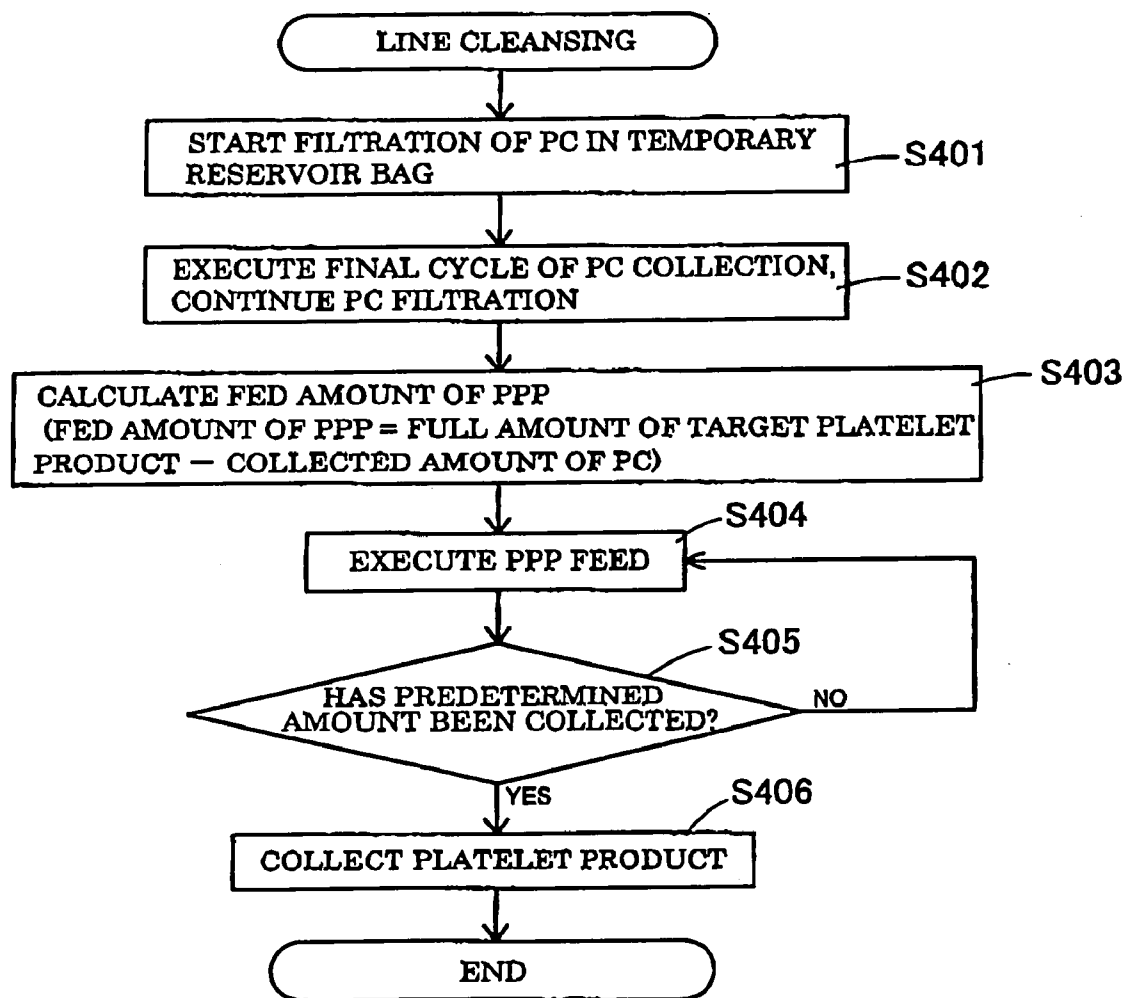 LINE CLEANSING
START FILTRATION OF PC IN TEMPORARY
RESERVOIR BAG
S401
EXECUTE FINAL CYCLE OF PC COLLECTION,
CONTINUE PC FILTRATION
S402
S403
CALCULATE FED AMOUNT OF PPP
(FED AMOUNT OF PPP = FULL AMOUNT OF TARGET PLATELET
PRODUCT − COLLECTED AMOUNT OF PC)
S404
EXECUTE PPP FEED
S405
HAS PREDETERMINED
AMOUNT BEEN COLLECTED?
NO
YES
S406
COLLECT PLATELET PRODUCT
END